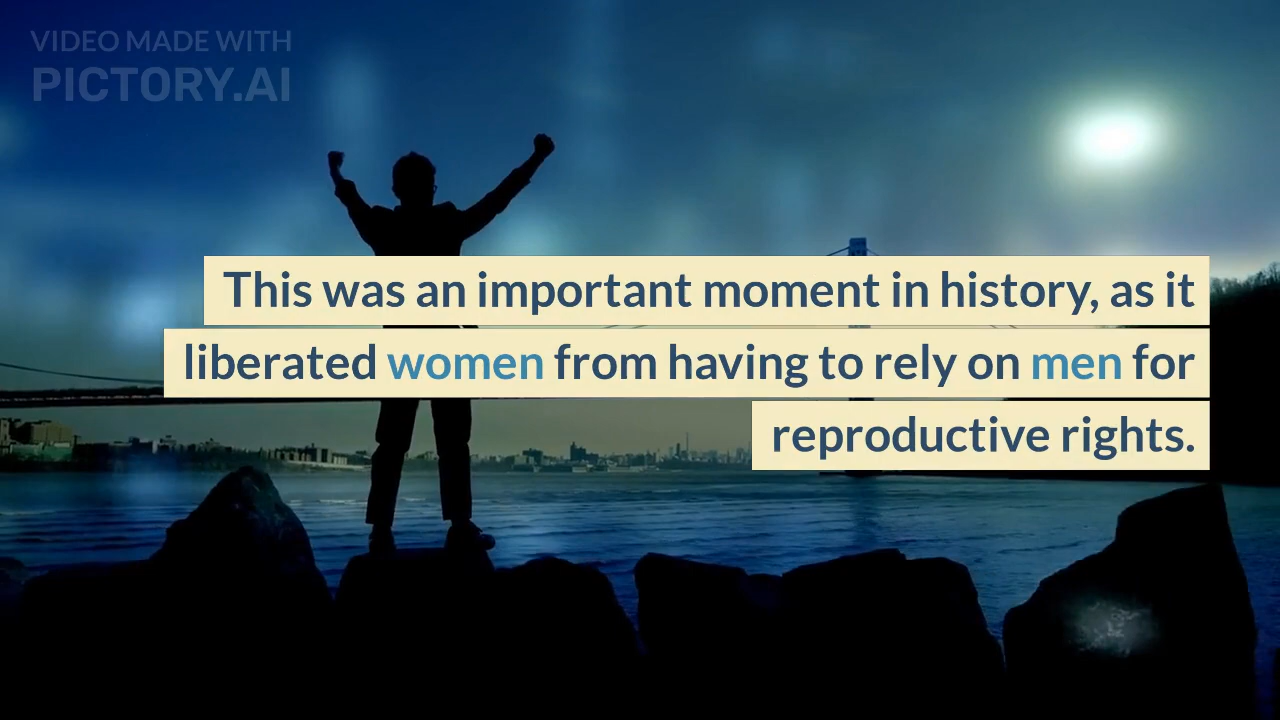 VIDEO MADE WITH
PICTORY.AI
This was an important moment in history, as it
liberated women from having to rely on men for
reproductive rights.